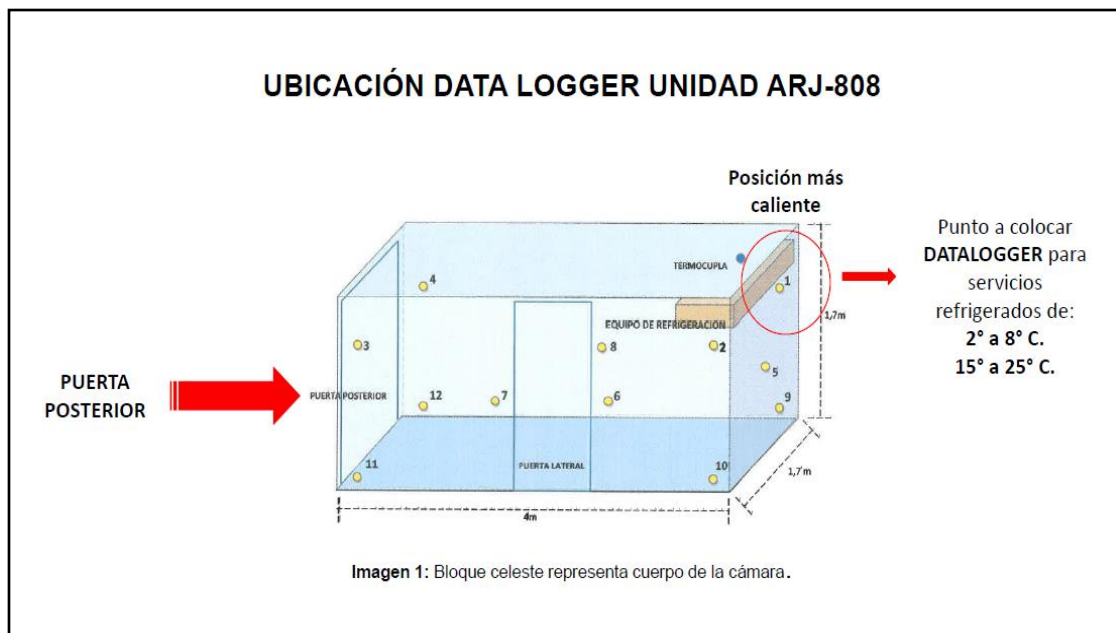 UBICACIÓN DATA LOGGER UNIDAD ARJ-808
Posición más
caliente
Punto a colocar
DATALOGGER para
servicios
refrigerados de:
2° a 8° C.
15° a 25° C.
TERMOCUPLA
1
4
1,7m
EQUIPO DE REFRIGERACION
3
8
2
5
PUERTA
POSTERIOR
PUERTA POSTERIOR
12
7
6
9
11
PUERTA LATERAL
10
1,7m
4m
Imagen 1: Bloque celeste representa cuerpo de la cámara.